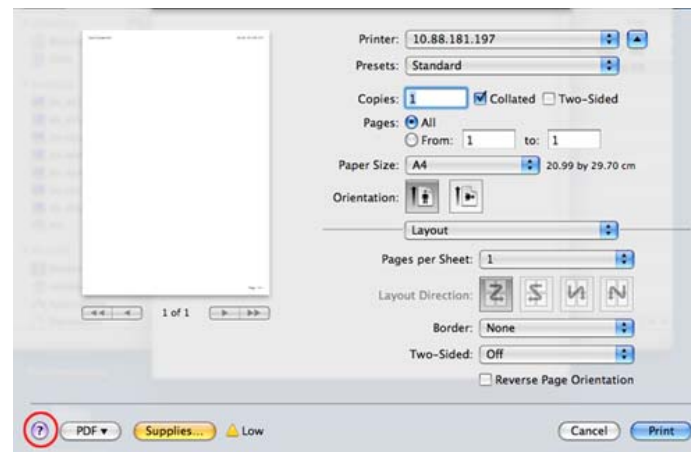 Printer: 10.88.181.197
Presets: Standard
Copies: 1 Collated Two-Sided
Pages: All
From: 1 to: 1
Paper Size: A4 20.99 by 29.70 cm
Orientation:
Layout
Pages per Sheet: 1
Layout Direction:
Border: None
Two-Sided: Off
Reverse Page Orientation
1 of 1
? PDF Supplies... Low Cancel Print